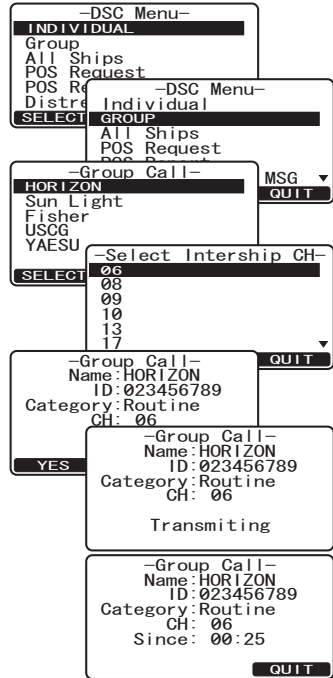 -DSC Menu-
INDIVIDUAL
Group
All Ships
POS Request
POS Re
Distre
SELECT
-DSC Menu-
Individual
GROUP
All Ships
POS Request
MSG ▼
QUIT
-Group Call-
HORIZON
Sun Light
Fisher
USCG
YAESU
SELECT
-Select Intership CH-
06
08
09
10
13
17 ▼
QUIT
-Group Call-
Name:HORIZON
ID:023456789
Category:Routine
CH: 06
YES
-Group Call-
Name:HORIZON
ID:023456789
Category:Routine
CH: 06
Transmiting
-Group Call-
Name:HORIZON
ID:023456789
Category:Routine
CH: 06
Since: 00:25
QUIT